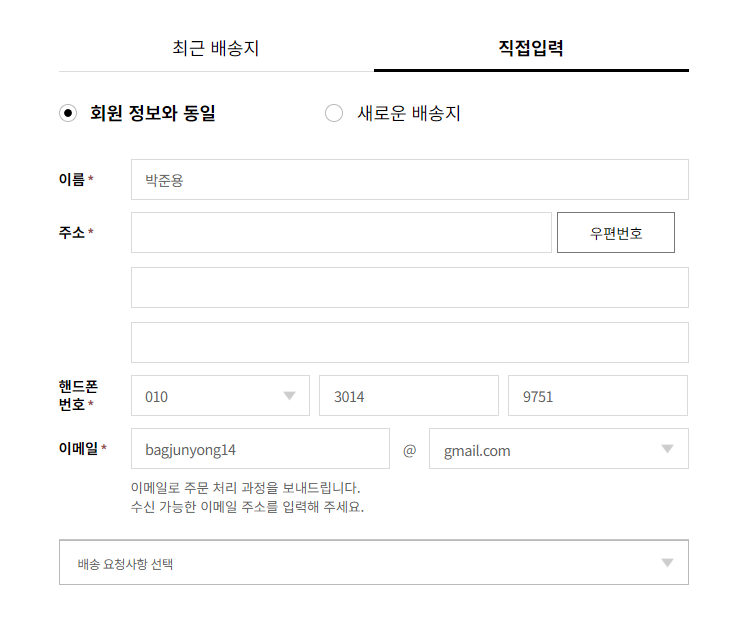 최근 배송지 직접입력
회원 정보와 동일 새로운 배송지
이름 * 박준용
주소 * 우편번호
핸드폰
번호 * 010 3014 9751
이메일 * bagjunyong14 @ gmail.com
이메일로 주문 처리 과정을 보내드립니다.
수신 가능한 이메일 주소를 입력해 주세요.
배송 요청사항 선택